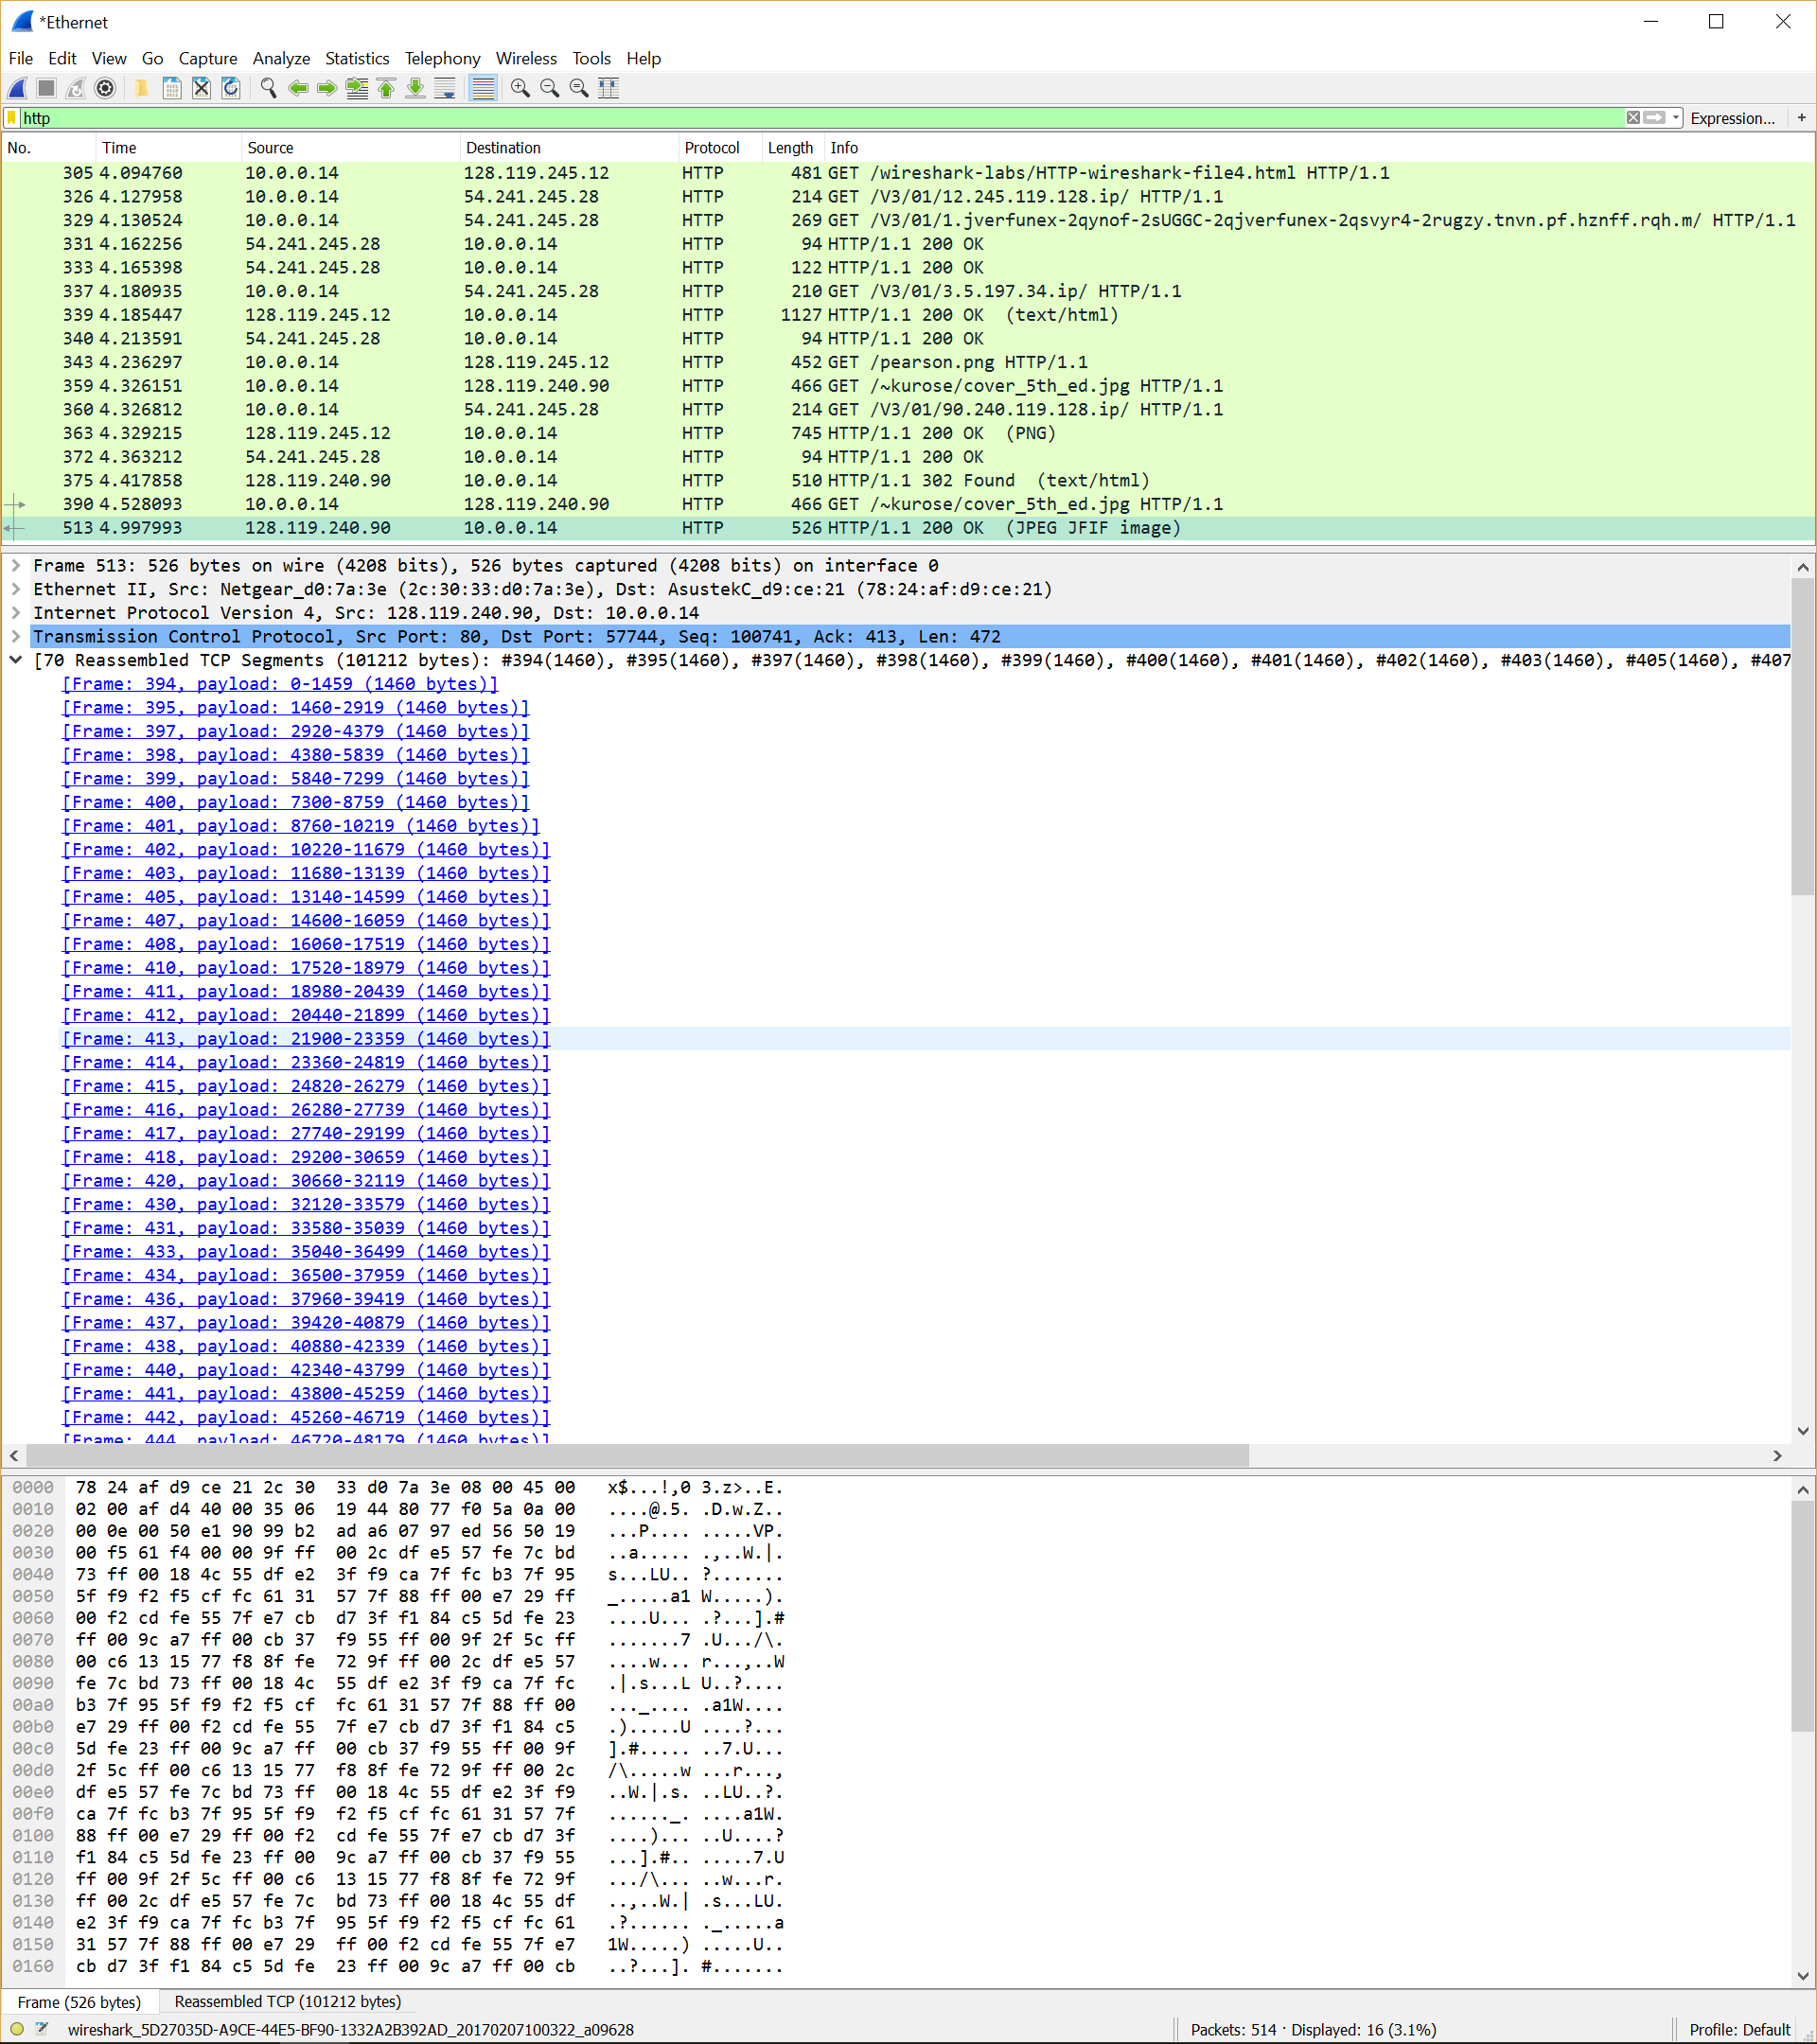 *Ethernet
File Edit View Go Capture Analyze Statistics Telephony Wireless Tools Help
http Expression... +
No. Time Source Destination Protocol Length Info
305 4.094760 10.0.0.14 128.119.245.12 HTTP 481 GET /wireshark-labs/HTTP-wireshark-file4.html HTTP/1.1
326 4.127958 10.0.0.14 54.241.245.28 HTTP 214 GET /V3/01/12.245.119.128.ip/ HTTP/1.1
329 4.130524 10.0.0.14 54.241.245.28 HTTP 269 GET /V3/01/1.jverfunex-2qynof-2sUGGC-2qjverfunex-2qsvyr4-2rugzy.tnvn.pf.hznff.rqh.m/ HTTP/1.1
331 4.162256 54.241.245.28 10.0.0.14 HTTP 94 HTTP/1.1 200 OK
333 4.165398 54.241.245.28 10.0.0.14 HTTP 122 HTTP/1.1 200 OK
337 4.180935 10.0.0.14 54.241.245.28 HTTP 210 GET /V3/01/3.5.197.34.ip/ HTTP/1.1
339 4.185447 128.119.245.12 10.0.0.14 HTTP 1127 HTTP/1.1 200 OK (text/html)
340 4.213591 54.241.245.28 10.0.0.14 HTTP 94 HTTP/1.1 200 OK
343 4.236297 10.0.0.14 128.119.245.12 HTTP 452 GET /pearson.png HTTP/1.1
359 4.326151 10.0.0.14 128.119.240.90 HTTP 466 GET /~kurose/cover_5th_ed.jpg HTTP/1.1
360 4.326812 10.0.0.14 54.241.245.28 HTTP 214 GET /V3/01/90.240.119.128.ip/ HTTP/1.1
363 4.329215 128.119.245.12 10.0.0.14 HTTP 745 HTTP/1.1 200 OK (PNG)
372 4.363212 54.241.245.28 10.0.0.14 HTTP 94 HTTP/1.1 200 OK
375 4.417858 128.119.240.90 10.0.0.14 HTTP 510 HTTP/1.1 302 Found (text/html)
390 4.528093 10.0.0.14 128.119.240.90 HTTP 466 GET /~kurose/cover_5th_ed.jpg HTTP/1.1
513 4.997993 128.119.240.90 10.0.0.14 HTTP 526 HTTP/1.1 200 OK (JPEG JFIF image)
Frame 513: 526 bytes on wire (4208 bits), 526 bytes captured (4208 bits) on interface 0
Ethernet II, Src: Netgear_d0:7a:3e (2c:30:33:d0:7a:3e), Dst: AsustekC_d9:ce:21 (78:24:af:d9:ce:21)
Internet Protocol Version 4, Src: 128.119.240.90, Dst: 10.0.0.14
Transmission Control Protocol, Src Port: 80, Dst Port: 57744, Seq: 100741, Ack: 413, Len: 472
[70 Reassembled TCP Segments (101212 bytes): #394(1460), #395(1460), #397(1460), #398(1460), #399(1460), #400(1460), #401(1460), #402(1460), #403(1460), #405(1460), #407
[Frame: 394, payload: 0-1459 (1460 bytes)]
[Frame: 395, payload: 1460-2919 (1460 bytes)]
[Frame: 397, payload: 2920-4379 (1460 bytes)]
[Frame: 398, payload: 4380-5839 (1460 bytes)]
[Frame: 399, payload: 5840-7299 (1460 bytes)]
[Frame: 400, payload: 7300-8759 (1460 bytes)]
[Frame: 401, payload: 8760-10219 (1460 bytes)]
[Frame: 402, payload: 10220-11679 (1460 bytes)]
[Frame: 403, payload: 11680-13139 (1460 bytes)]
[Frame: 405, payload: 13140-14599 (1460 bytes)]
[Frame: 407, payload: 14600-16059 (1460 bytes)]
[Frame: 408, payload: 16060-17519 (1460 bytes)]
[Frame: 410, payload: 17520-18979 (1460 bytes)]
[Frame: 411, payload: 18980-20439 (1460 bytes)]
[Frame: 412, payload: 20440-21899 (1460 bytes)]
[Frame: 413, payload: 21900-23359 (1460 bytes)]
[Frame: 414, payload: 23360-24819 (1460 bytes)]
[Frame: 415, payload: 24820-26279 (1460 bytes)]
[Frame: 416, payload: 26280-27739 (1460 bytes)]
[Frame: 417, payload: 27740-29199 (1460 bytes)]
[Frame: 418, payload: 29200-30659 (1460 bytes)]
[Frame: 420, payload: 30660-32119 (1460 bytes)]
[Frame: 430, payload: 32120-33579 (1460 bytes)]
[Frame: 431, payload: 33580-35039 (1460 bytes)]
[Frame: 433, payload: 35040-36499 (1460 bytes)]
[Frame: 434, payload: 36500-37959 (1460 bytes)]
[Frame: 436, payload: 37960-39419 (1460 bytes)]
[Frame: 437, payload: 39420-40879 (1460 bytes)]
[Frame: 438, payload: 40880-42339 (1460 bytes)]
[Frame: 440, payload: 42340-43799 (1460 bytes)]
[Frame: 441, payload: 43800-45259 (1460 bytes)]
[Frame: 442, payload: 45260-46719 (1460 bytes)]
[Frame: 444, payload: 46720-48179 (1460 bytes)]
0000 78 24 af d9 ce 21 2c 30 33 d0 7a 3e 08 00 45 00 x$...!,0 3.z>..E.
0010 02 00 af d4 40 00 35 06 19 44 80 77 f0 5a 0a 00 ....@.5. .D.w.Z..
0020 00 0e 00 50 e1 90 99 b2 ad a6 07 97 ed 56 50 19 ...P.... .....VP.
0030 00 f5 61 f4 00 00 9f ff 00 2c df e5 57 fe 7c bd ..a..... .,..W.|.
0040 73 ff 00 18 4c 55 df e2 3f f9 ca 7f fc b3 7f 95 s...LU.. ?.......
0050 5f f9 f2 f5 cf fc 61 31 57 7f 88 ff 00 e7 29 ff _.....a1 W.....).
0060 00 f2 cd fe 55 7f e7 cb d7 3f f1 84 c5 5d fe 23 ....U... .?...].#
0070 ff 00 9c a7 ff 00 cb 37 f9 55 ff 00 9f 2f 5c ff .......7 .U.../\.
0080 00 c6 13 15 77 f8 8f fe 72 9f ff 00 2c df e5 57 ....w... r...,..W
0090 fe 7c bd 73 ff 00 18 4c 55 df e2 3f f9 ca 7f fc .|.s...L U..?....
00a0 b3 7f 95 5f f9 f2 f5 cf fc 61 31 57 7f 88 ff 00 ..._.... .a1W....
00b0 e7 29 ff 00 f2 cd fe 55 7f e7 cb d7 3f f1 84 c5 .).....U ....?...
00c0 5d fe 23 ff 00 9c a7 ff 00 cb 37 f9 55 ff 00 9f ].#..... ..7.U...
00d0 2f 5c ff 00 c6 13 15 77 f8 8f fe 72 9f ff 00 2c /\.....w ...r...,
00e0 df e5 57 fe 7c bd 73 ff 00 18 4c 55 df e2 3f f9 ..W.|.s. ..LU..?.
00f0 ca 7f fc b3 7f 95 5f f9 f2 f5 cf fc 61 31 57 7f ......_. ....a1W.
0100 88 ff 00 e7 29 ff 00 f2 cd fe 55 7f e7 cb d7 3f ....)... ..U....?
0110 f1 84 c5 5d fe 23 ff 00 9c a7 ff 00 cb 37 f9 55 ...].#.. .....7.U
0120 ff 00 9f 2f 5c ff 00 c6 13 15 77 f8 8f fe 72 9f .../\... ..w...r.
0130 ff 00 2c df e5 57 fe 7c bd 73 ff 00 18 4c 55 df ..,..W.| .s...LU.
0140 e2 3f f9 ca 7f fc b3 7f 95 5f f9 f2 f5 cf fc 61 .?...... ._.....a
0150 31 57 7f 88 ff 00 e7 29 ff 00 f2 cd fe 55 7f e7 1W.....) .....U..
0160 cb d7 3f f1 84 c5 5d fe 23 ff 00 9c a7 ff 00 cb ..?...]. #.......
Frame (526 bytes) Reassembled TCP (101212 bytes)
wireshark_5D27035D-A9CE-44E5-BF90-1332A2B392AD_20170207100322_a09628 Packets: 514 · Displayed: 16 (3.1%) Profile: Default